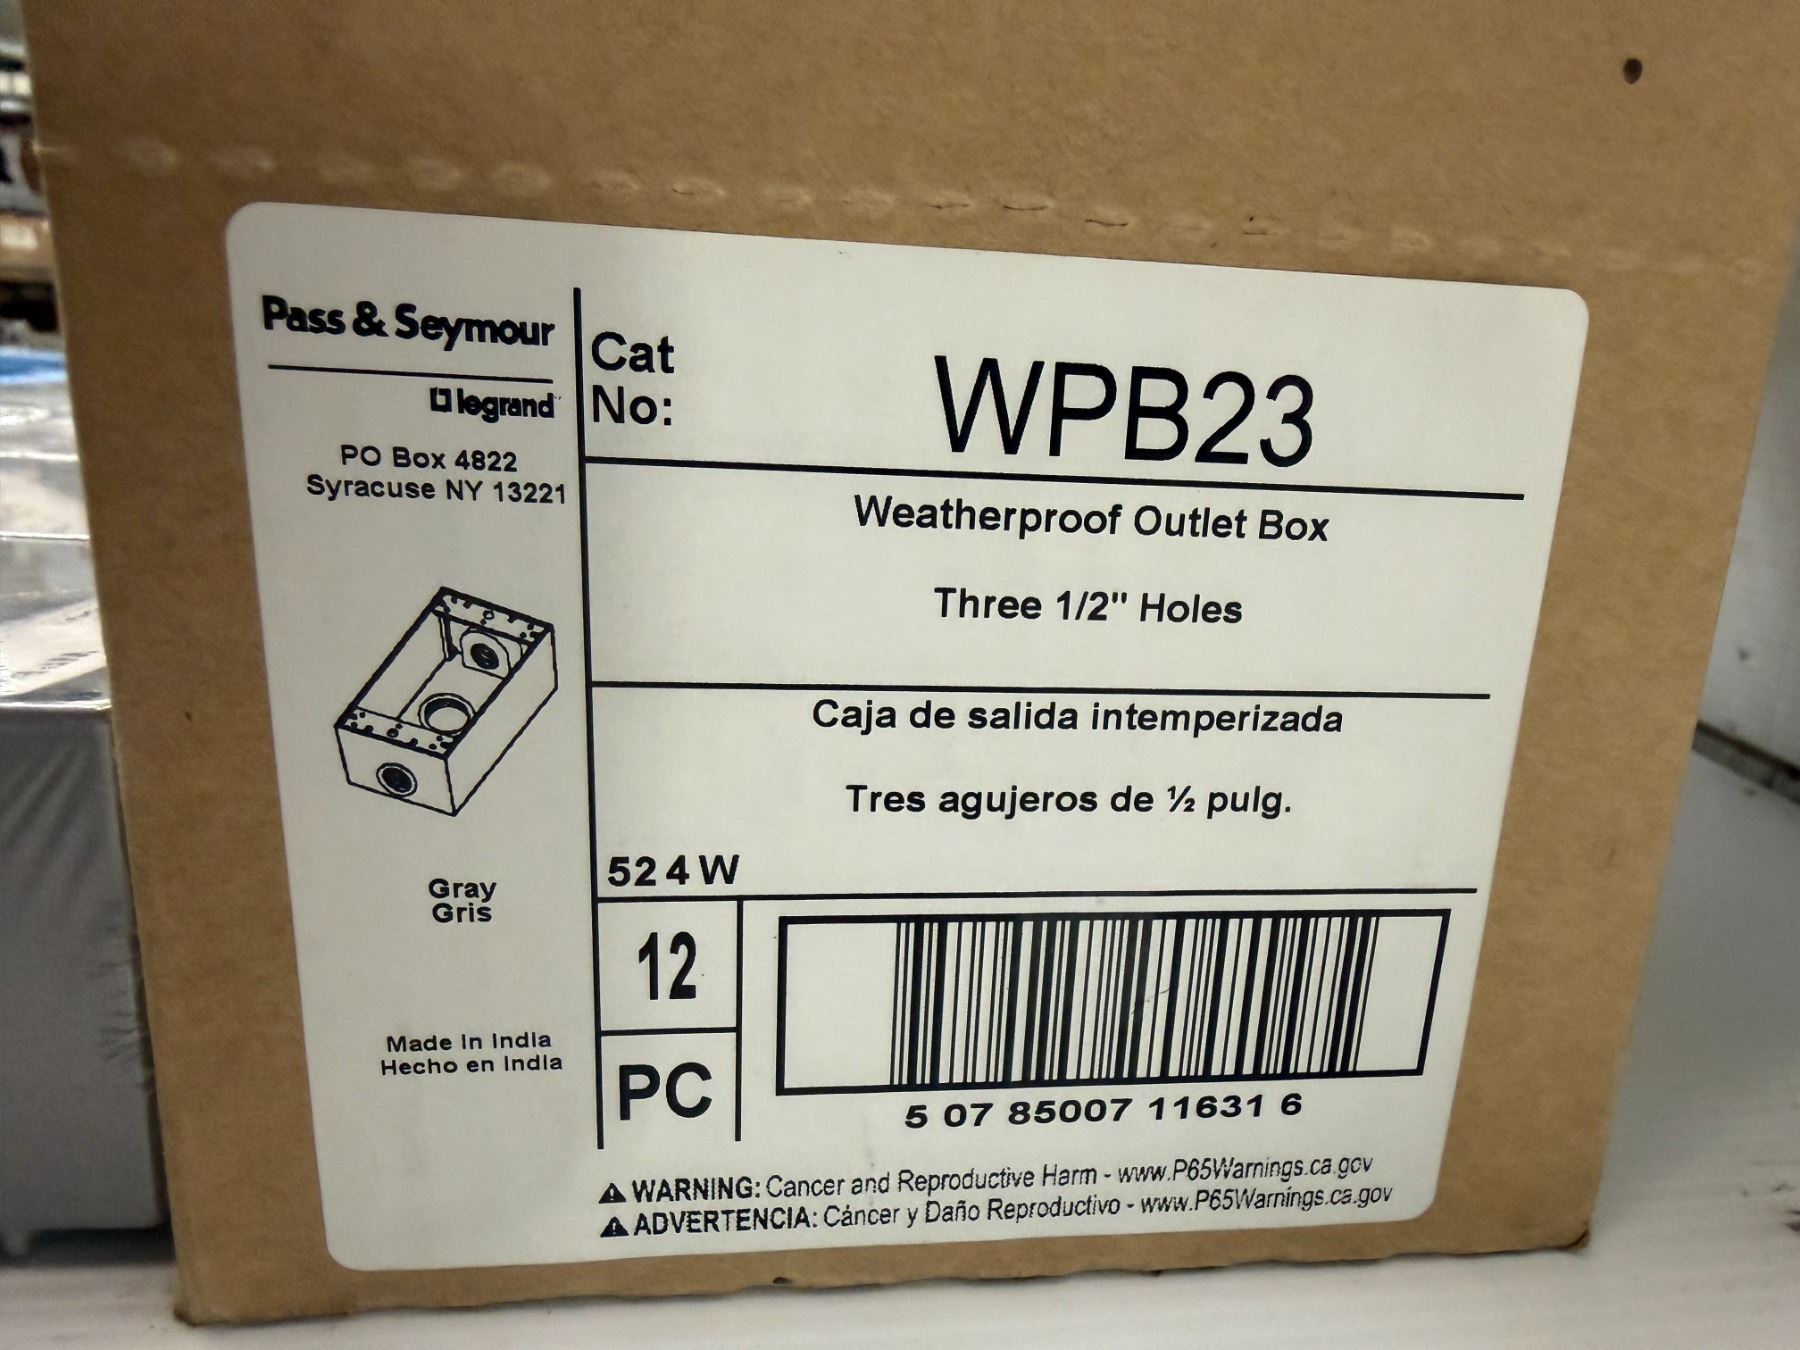 Pass & Seymour
legrand
PO Box 4822
Syracuse NY 13221
Gray
Gris
Made In India
Hecho en India
Cat
No:
WPB23
Weatherproof Outlet Box
Three 1/2" Holes
Caja de salida intemperizada
Tres agujeros de ½ pulg.
524W
12
PC
5 07 85007 11631 6
⚠ WARNING: Cancer and Reproductive Harm - www.P65Warnings.ca.gov
⚠ ADVERTENCIA: Cáncer y Daño Reproductivo - www.P65Warnings.ca.gov